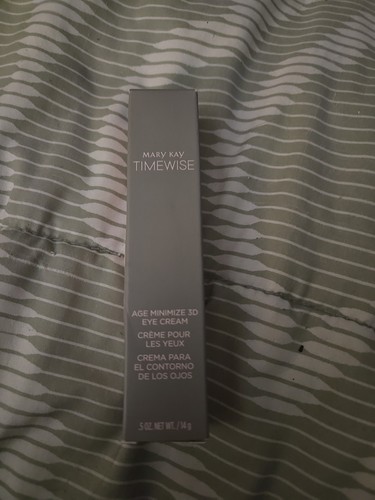 MARY KAY
TIMEWISE
AGE MINIMIZE 3D
EYE CREAM
CRÈME POUR
LES YEUX
CREMA PARA
EL CONTORNO
DE LOS OJOS
.5 OZ. NET WT. / 14 g